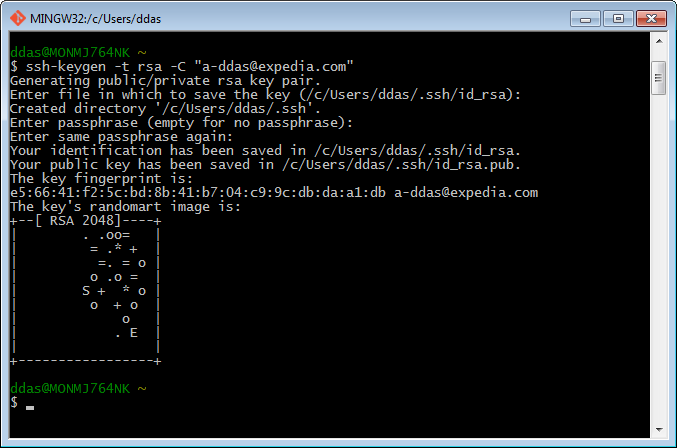 MINGW32:/c/Users/ddas
ddas@MONMJ764NK ~
$ ssh-keygen -t rsa -C "a-ddas@expedia.com"
Generating public/private rsa key pair.
Enter file in which to save the key (/c/Users/ddas/.ssh/id_rsa):
Created directory '/c/Users/ddas/.ssh'.
Enter passphrase (empty for no passphrase):
Enter same passphrase again:
Your identification has been saved in /c/Users/ddas/.ssh/id_rsa.
Your public key has been saved in /c/Users/ddas/.ssh/id_rsa.pub.
The key fingerprint is:
e5:66:41:f2:5c:bd:8b:41:b7:04:c9:9c:db:da:a1:db a-ddas@expedia.com
The key's randomart image is:
+--[ RSA 2048]----+
|        . .oo=   |
|         = .* +  |
|          =. = o |
|         o .o =  |
|        S +  * o |
|         o  + o  |
|             o   |
|            . E  |
|                 |
+-----------------+
ddas@MONMJ764NK ~
$